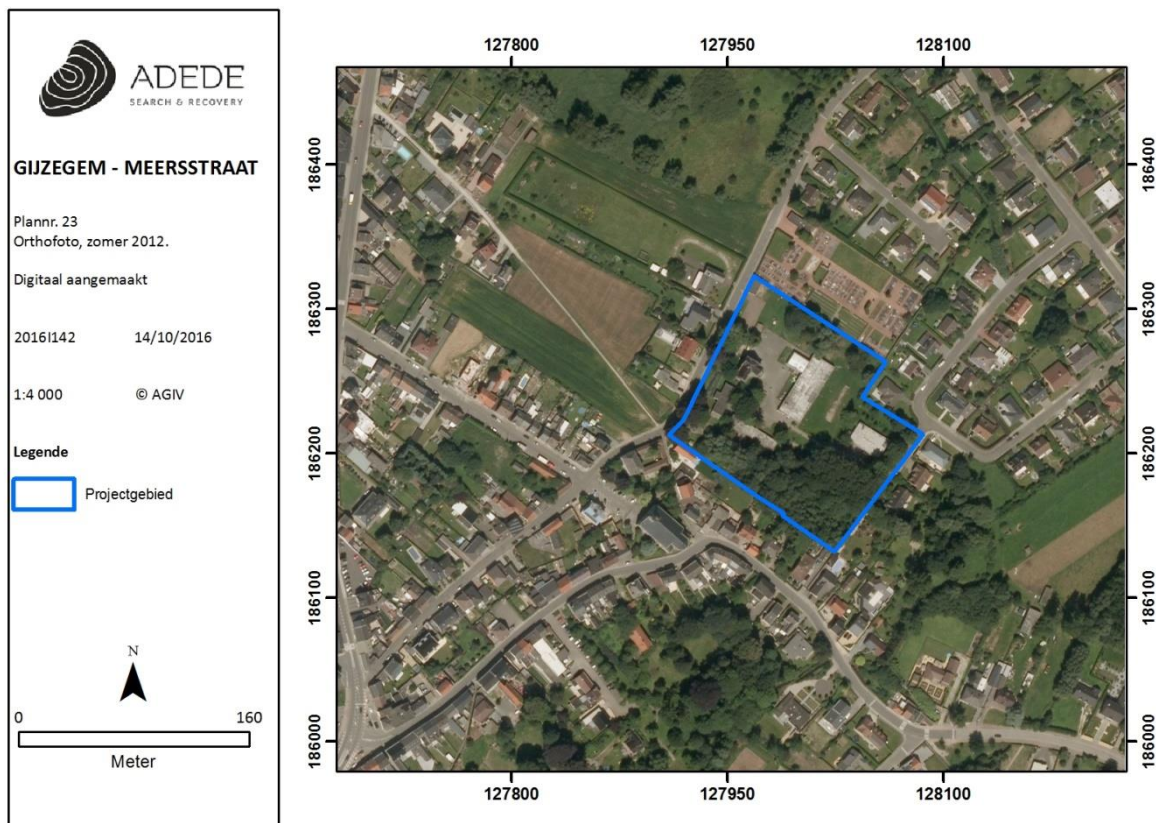 ADEDE
SEARCH & RECOVERY
GIJZEGEM - MEERSSTRAAT
Plannr. 23
Orthofoto, zomer 2012.
Digitaal aangemaakt
2016I142 14/10/2016
1:4 000 © AGIV
Legende
Projectgebied
N
0 160
Meter
127800 127950 128100
186400 186400
186300 186300
186200 186200
186100 186100
186000 186000
127800 127950 128100